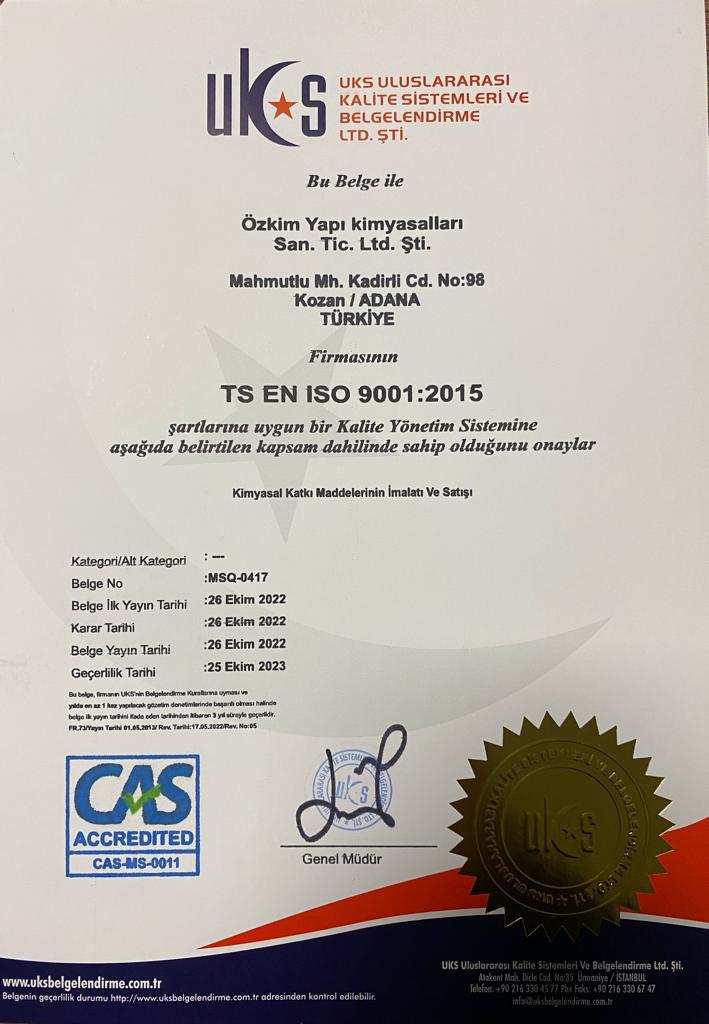 uks
UKS ULUSLARARASI
KALİTE SİSTEMLERİ VE
BELGELENDİRME
LTD. ŞTİ.
Bu Belge ile
Özkim Yapı kimyasalları
San. Tic. Ltd. Şti.
Mahmutlu Mh. Kadirli Cd. No:98
Kozan / ADANA
TÜRKİYE
Firmasının
TS EN ISO 9001:2015
şartlarına uygun bir Kalite Yönetim Sistemine
aşağıda belirtilen kapsam dahilinde sahip olduğunu onaylar
Kimyasal Katkı Maddelerinin İmalatı Ve Satışı
Kategori/Alt Kategori : ---
Belge No :MSQ-0417
Belge İlk Yayın Tarihi :26 Ekim 2022
Karar Tarihi :26 Ekim 2022
Belge Yayın Tarihi :26 Ekim 2022
Geçerlilik Tarihi :25 Ekim 2023
Bu belge, firmanın UKS'nin Belgelendirme Kurallarına uyması ve
yılda en az 1 kez yapılacak gözetim denetimlerinde başarılı olması halinde
belge ilk yayın tarihini ifade eden tarihinden itibaren 3 yıl süreyle geçerlidir.
FR.73/Yayın Tarihi 01.05.2013/ Rev. Tarihi:17.05.2022/Rev. No:05
CAS
ACCREDITED
CAS-MS-0011
uks
Genel Müdür
uks
www.uksbelgelendirme.com.tr
Belgenin geçerlilik durumu http://www.uksbelgelendirme.com.tr adresinden kontrol edilebilir.
UKS Uluslararası Kalite Sistemleri Ve Belgelendirme Ltd. Şti.
Atakent Mah. Dicle Cad. No:35 Ümraniye / İSTANBUL
Telefon: +90 216 330 45 77 Pbx Faks: +90 216 330 67 47
info@uksbelgelendirme.com.tr